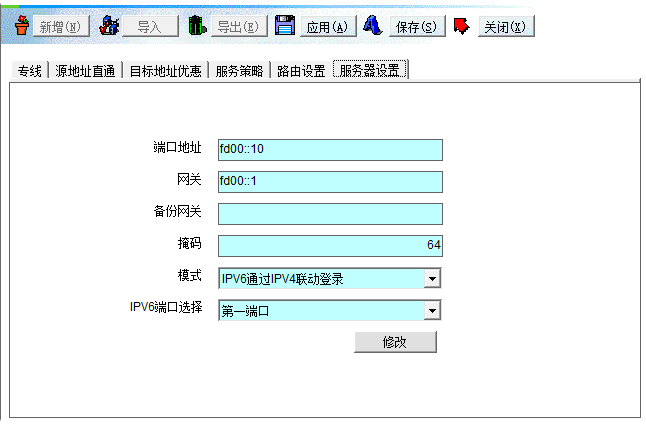 新增(N) 导入 导出(E) 应用(A) 保存(S) 关闭(X)
专线 源地址直通 目标地址优惠 服务策略 路由设置 服务器设置
端口地址 fd00::10
网关 fd00::1
备份网关
掩码 64
模式 IPV6通过IPV4联动登录
IPV6端口选择 第一端口
修改